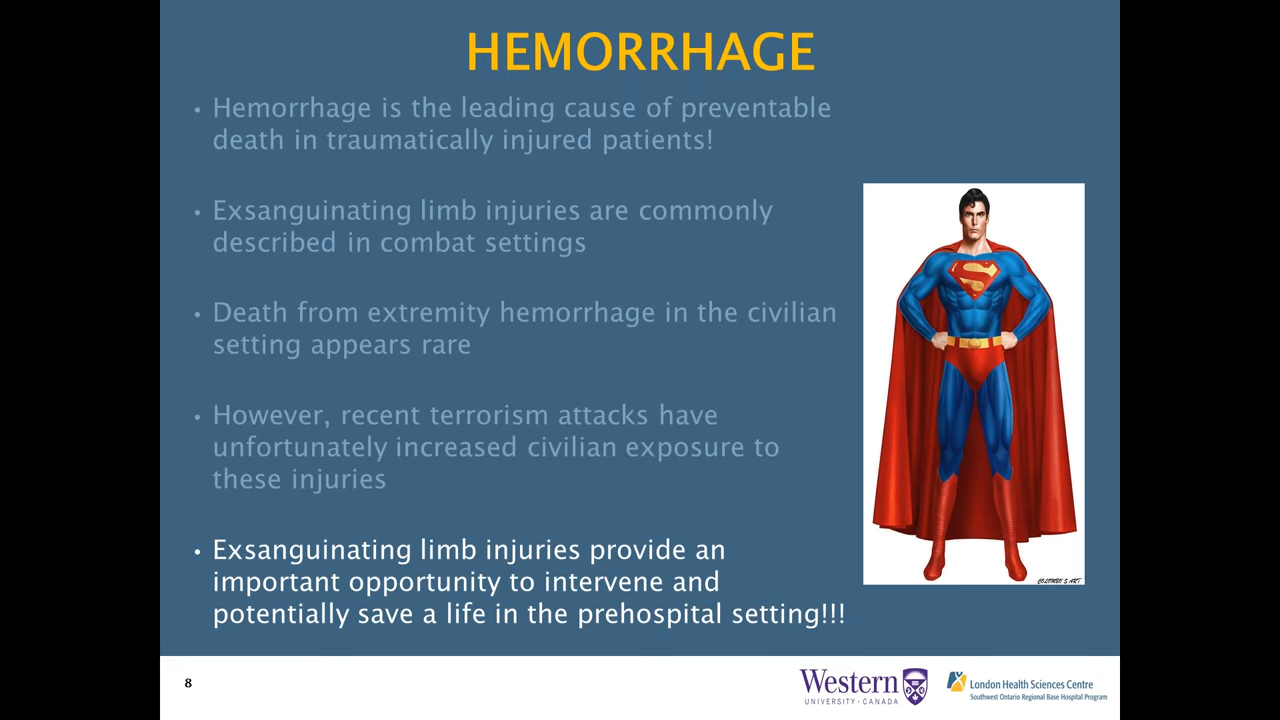 HEMORRHAGE
• Hemorrhage is the leading cause of preventable
death in traumatically injured patients!
• Exsanguinating limb injuries are commonly
described in combat settings
• Death from extremity hemorrhage in the civilian
setting appears rare
• However, recent terrorism attacks have
unfortunately increased civilian exposure to
these injuries
• Exsanguinating limb injuries provide an
important opportunity to intervene and
potentially save a life in the prehospital setting!!!
S
COLOMBO'S ART
8
Western
UNIVERSITY · CANADA
London Health Sciences Centre
Southwest Ontario Regional Base Hospital Program